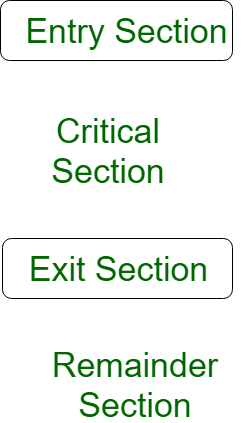 Entry Section
Critical
Section
Exit Section
Remainder
Section